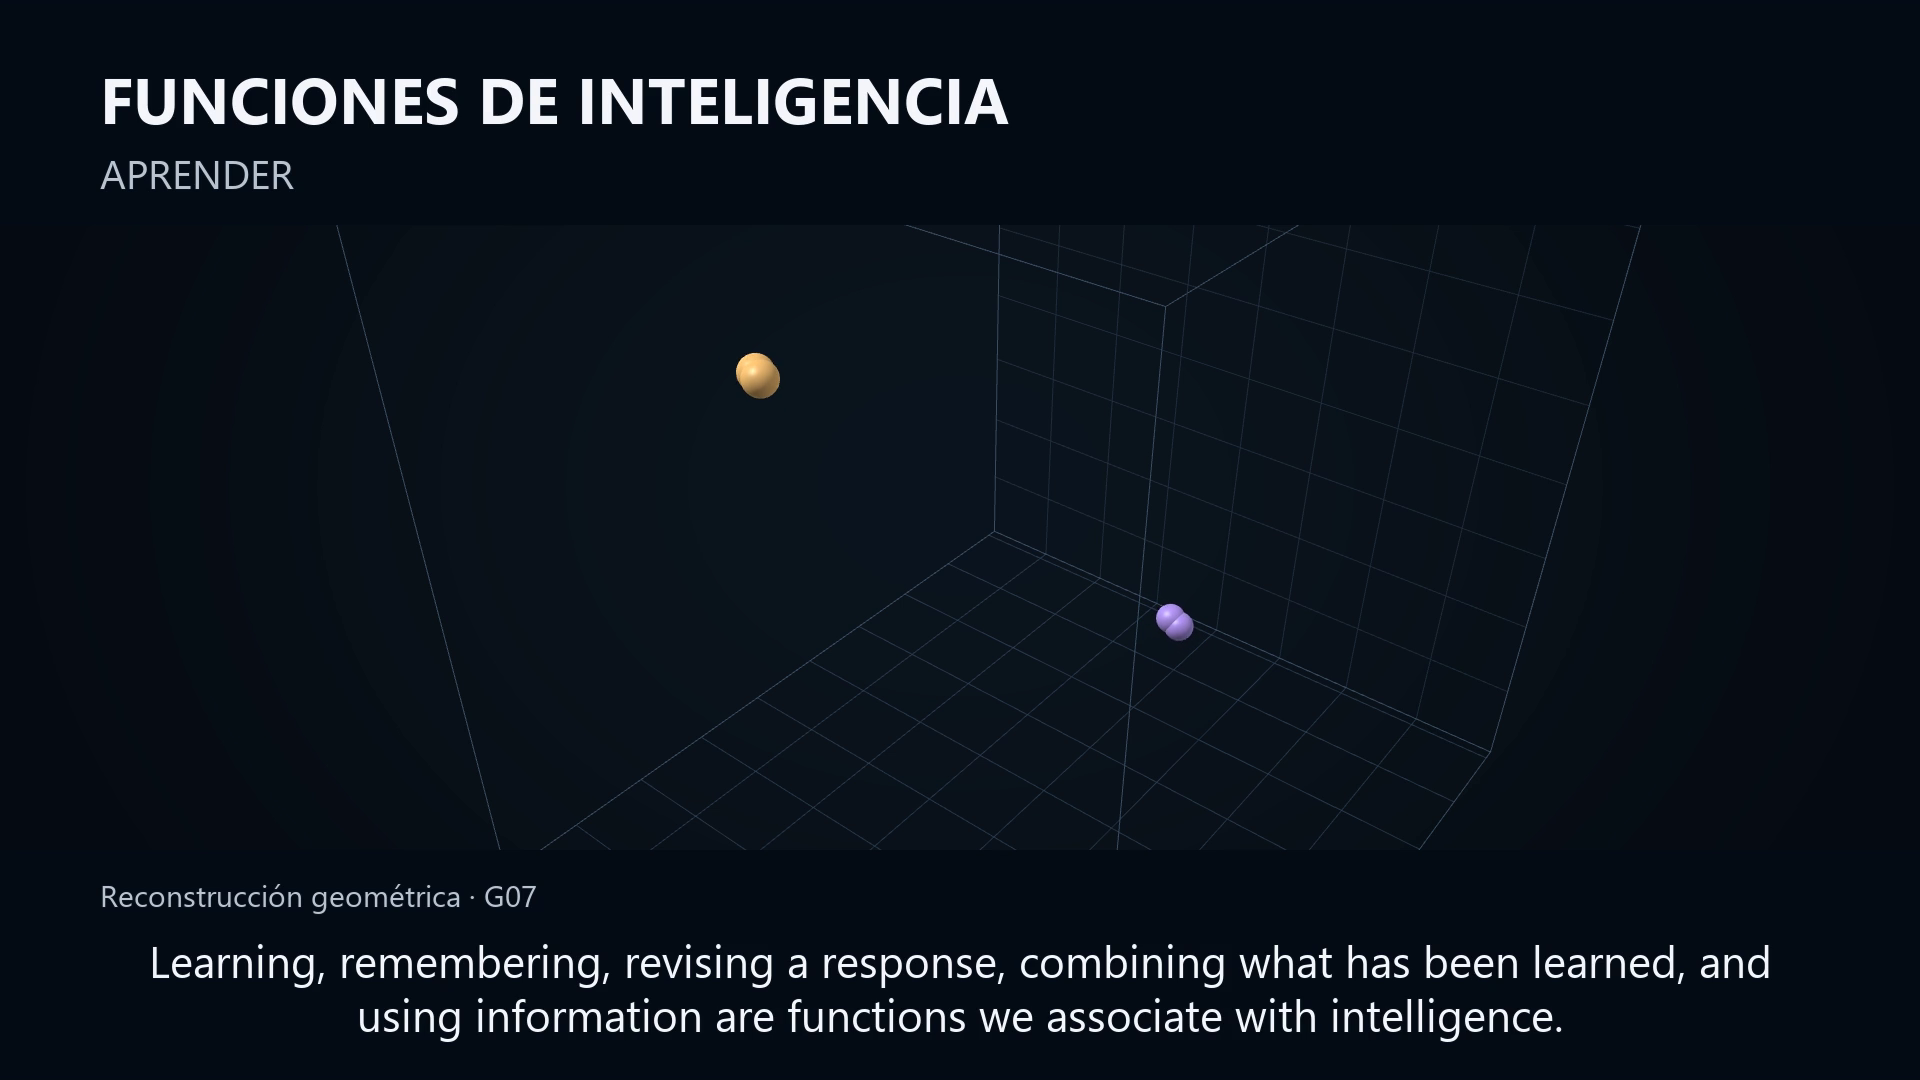 FUNCIONES DE INTELIGENCIA
APRENDER
Reconstrucción geométrica · G07
Learning, remembering, revising a response, combining what has been learned, and
using information are functions we associate with intelligence.